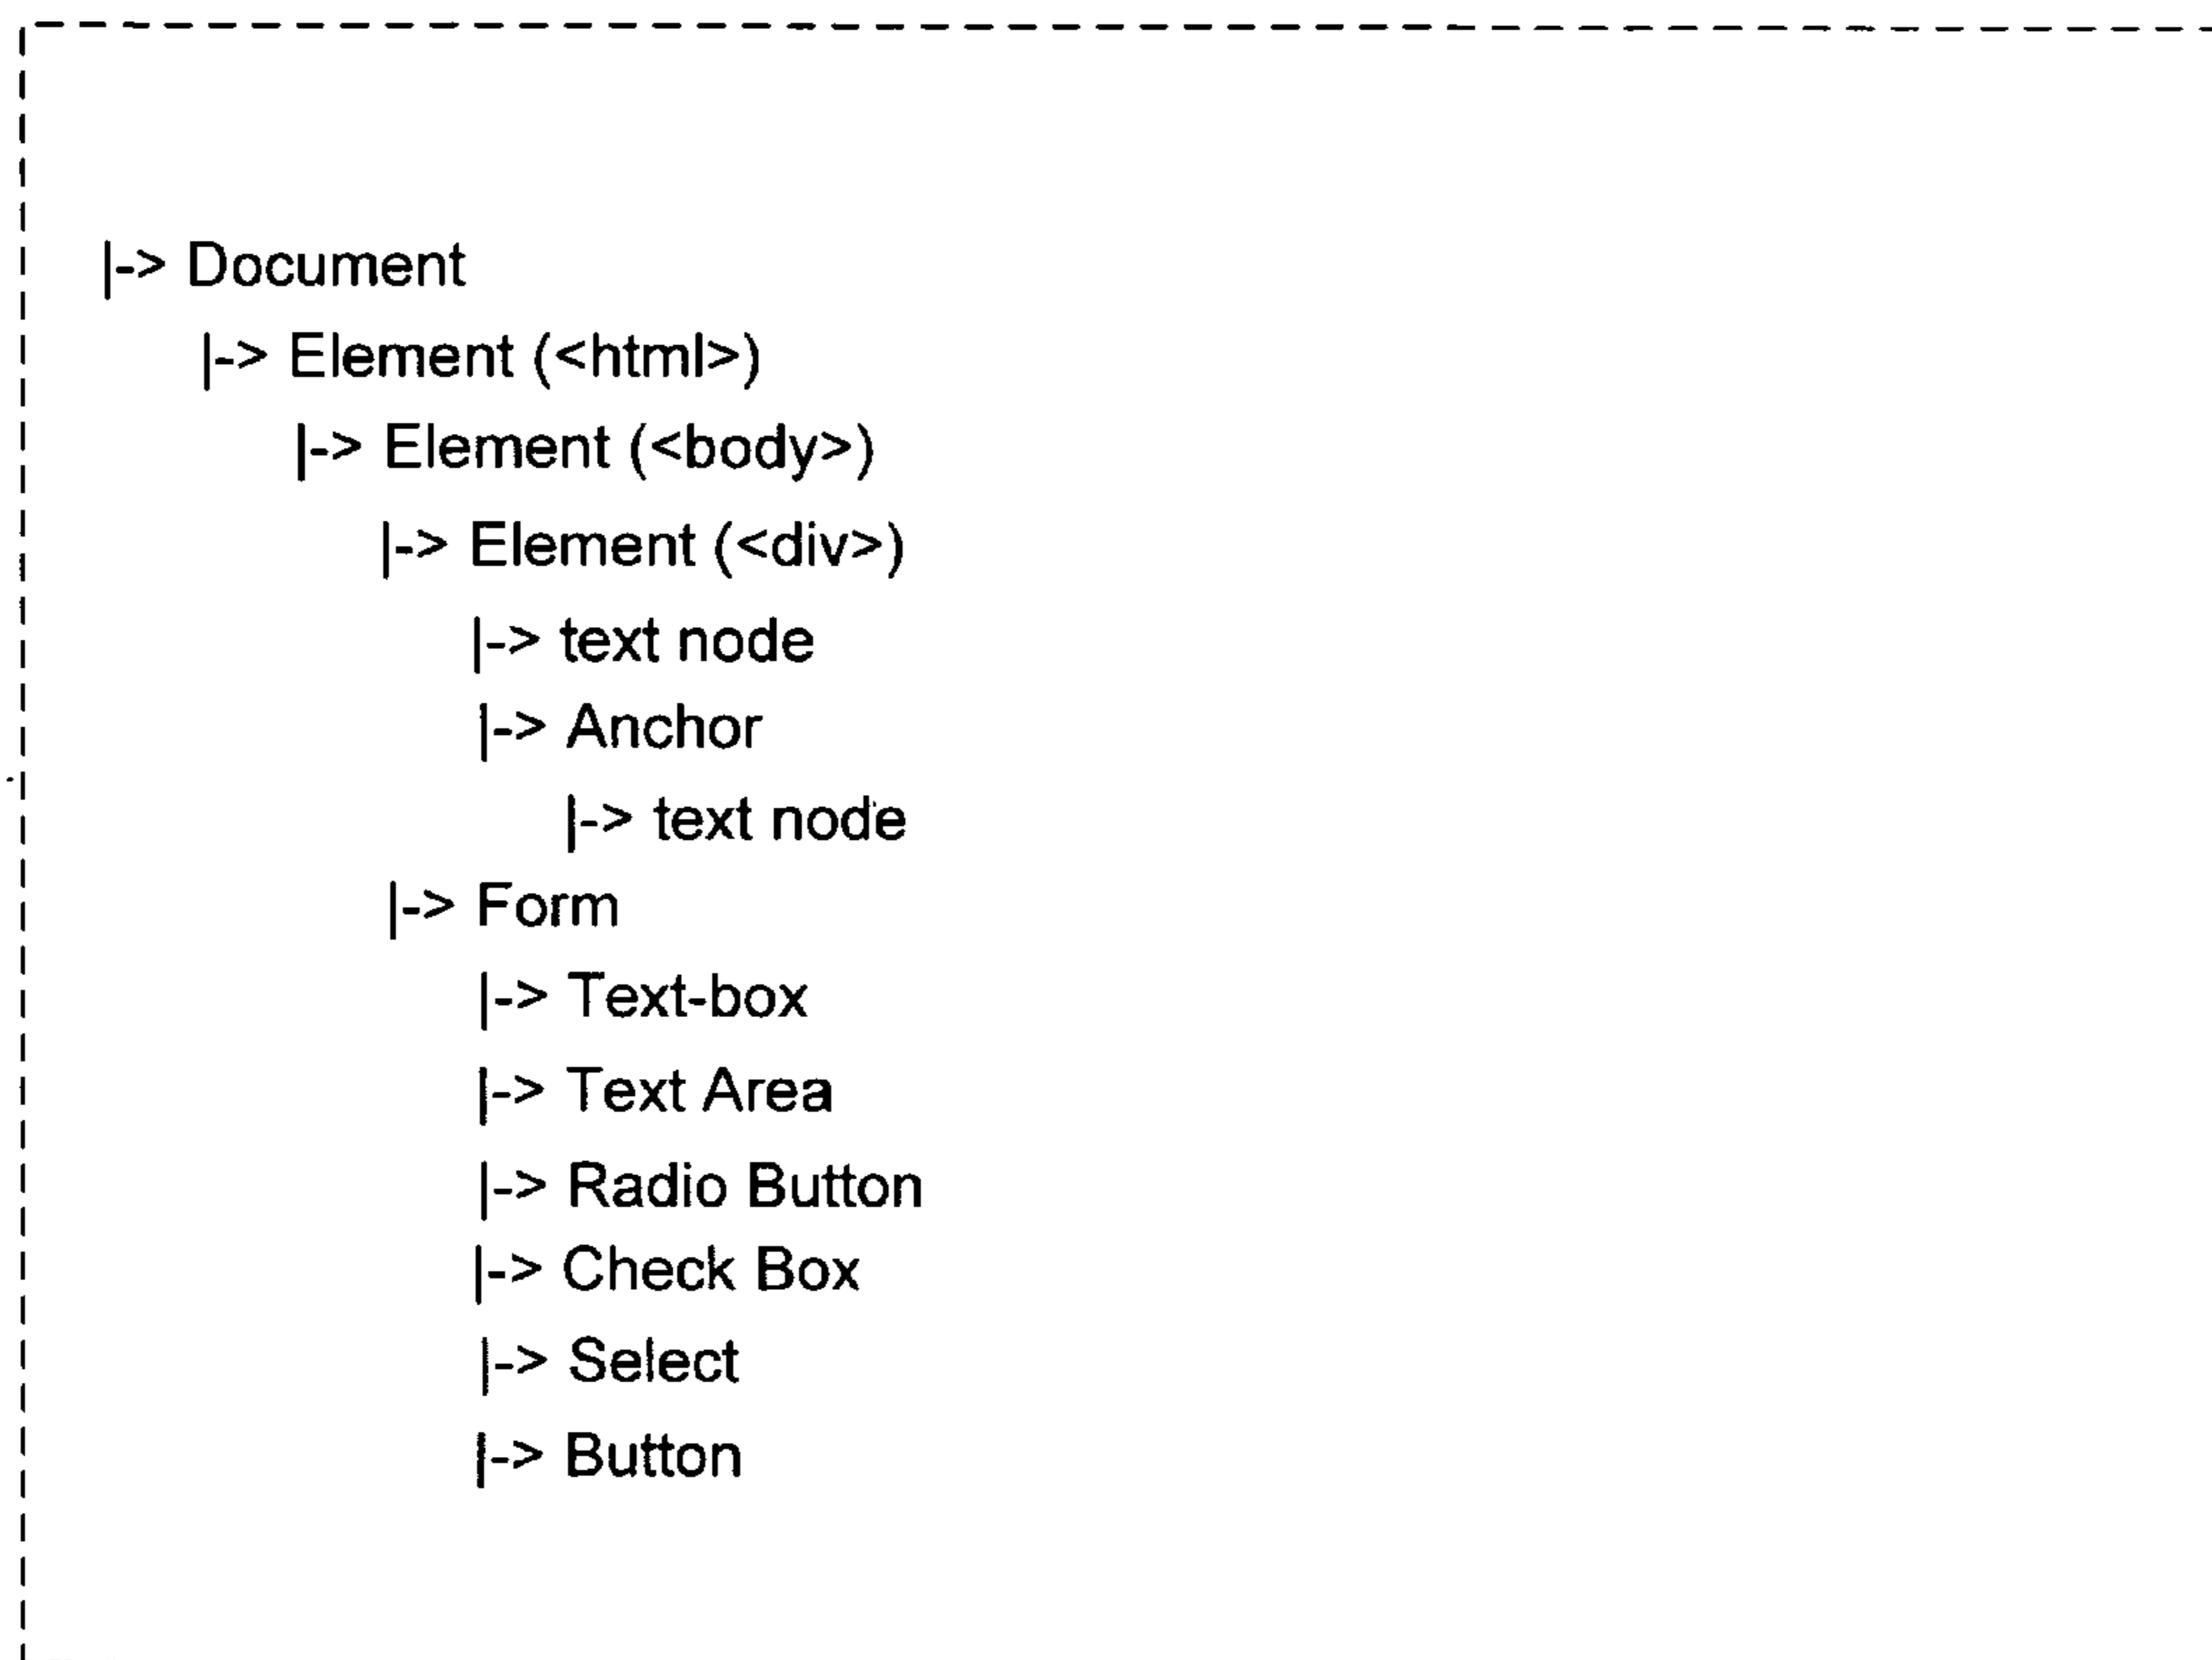 |-> Document
|-> Element (<html>)
|-> Element (<body>)
|-> Element (<div>)
|-> text node
|-> Anchor
|-> text node
|-> Form
|-> Text-box
|-> Text Area
|-> Radio Button
|-> Check Box
|-> Select
|-> Button